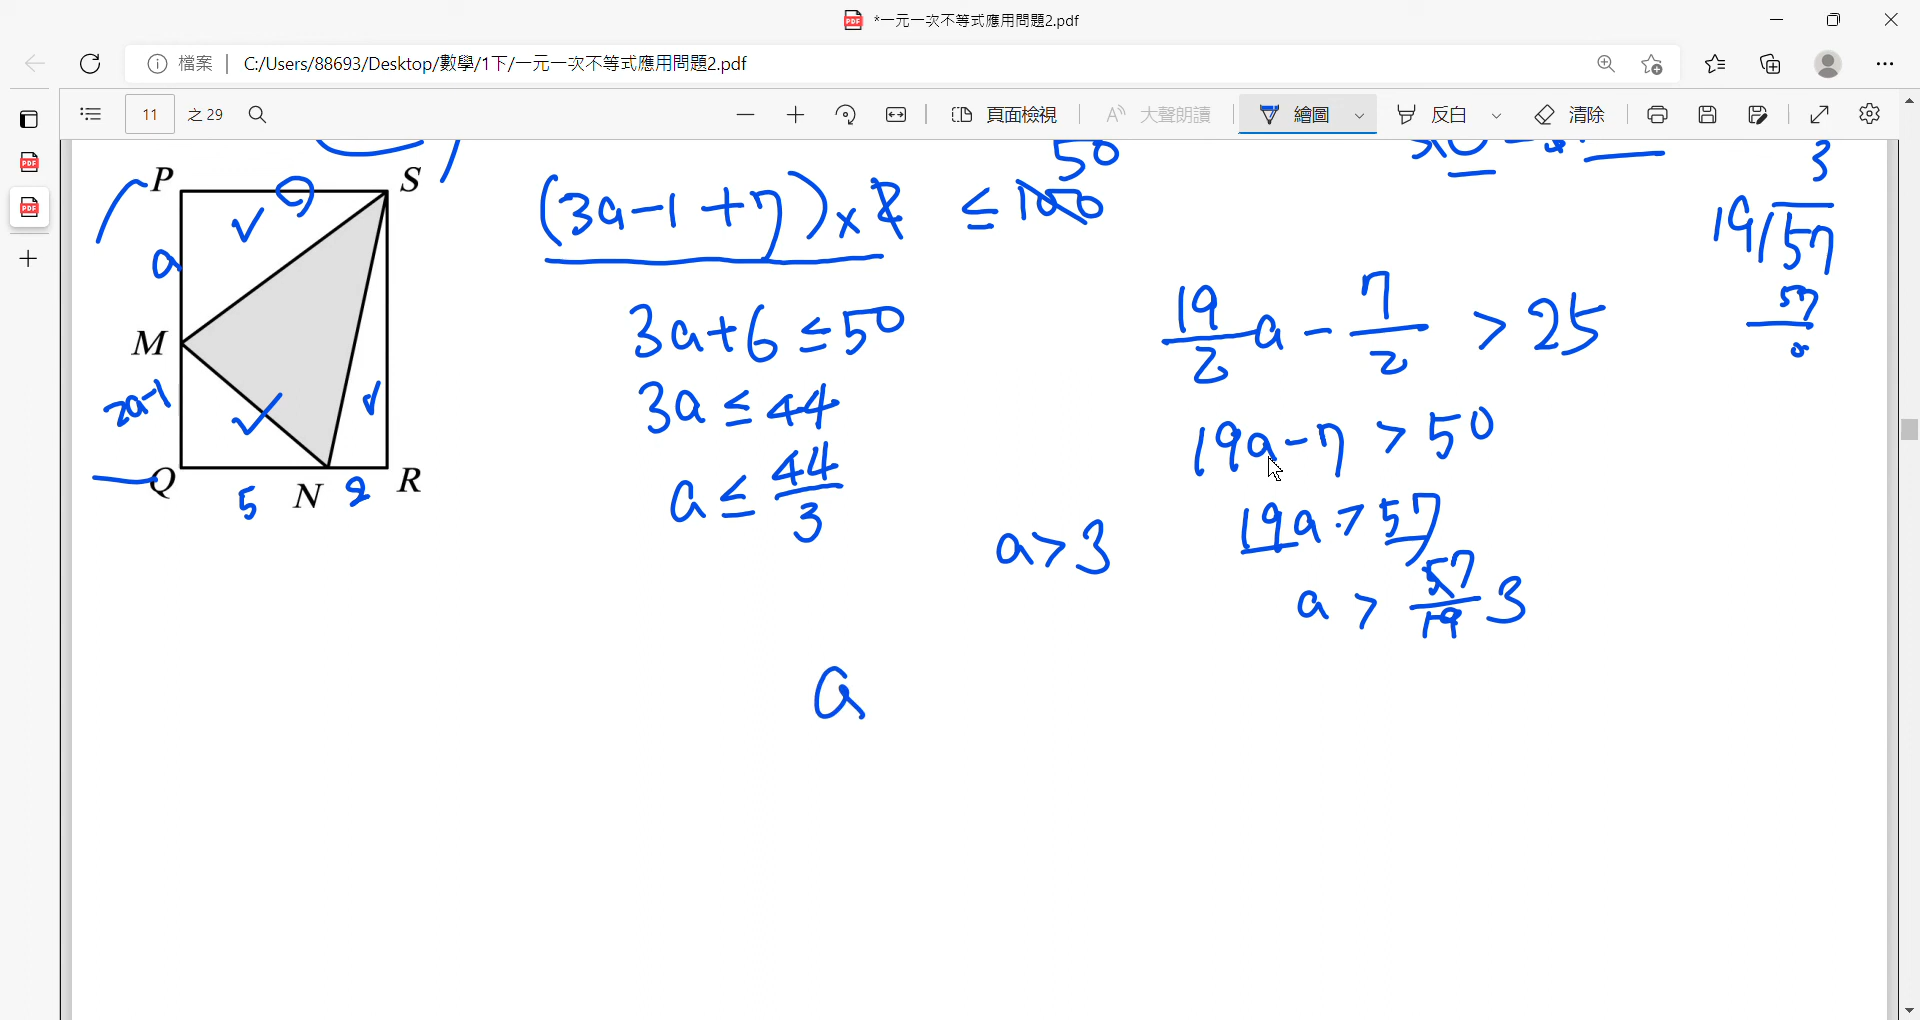 *一元一次不等式應用問題2.pdf
檔案 C:/Users/88693/Desktop/數學/1下/一元一次不等式應用問題2.pdf
11 之 29 頁面檢視 大聲朗讀 繪圖 反白 清除
P S
a
M
2a-1
Q 5 N 2 R
50
(3a-1+7)×2 ≤ 100
3a+6 ≤ 50
3a ≤ 44
a ≤ 44/3
a > 3
19/2 a - 7/2 > 25
19a - 7 > 50
19a > 57
a > 57/19 3
3
19/57
57
0
a